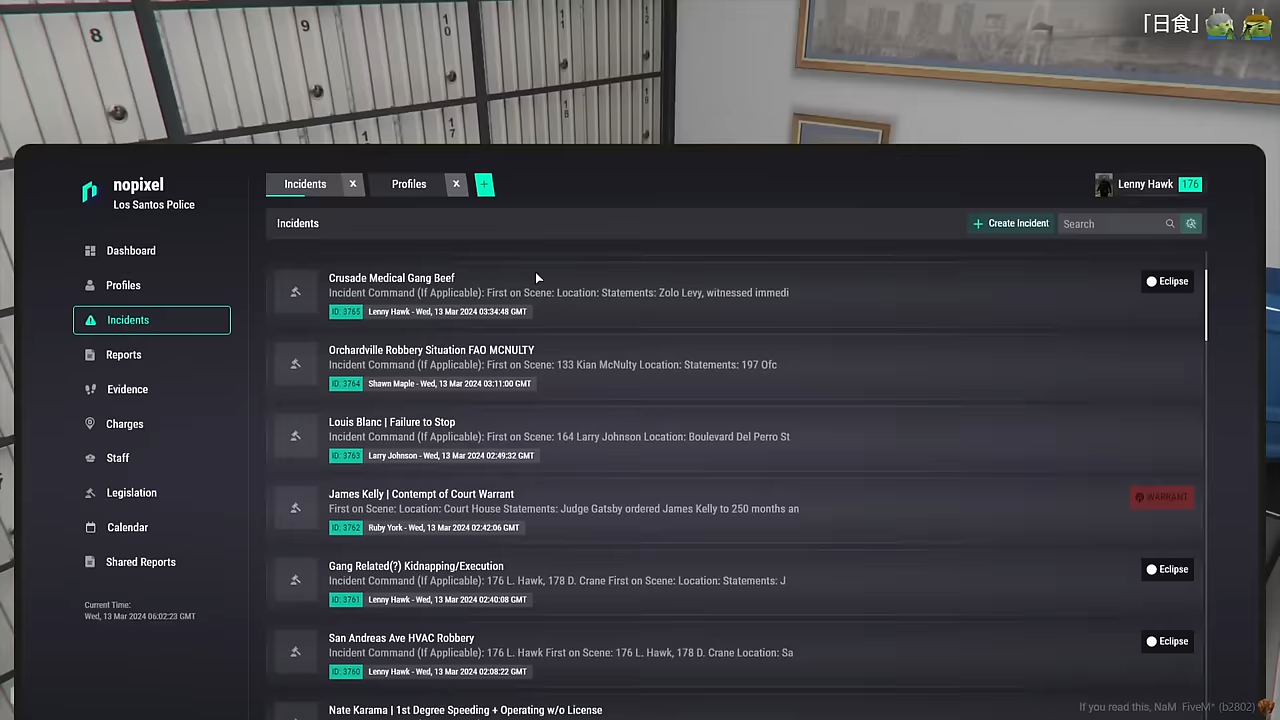 「日食」
8
9
10
11
12
17
18
19
nopixel
Los Santos Police
Incidents x
Profiles x
+
Lenny Hawk 176
Incidents
+ Create Incident
Search
Dashboard
Profiles
Incidents
Reports
Evidence
Charges
Staff
Legislation
Calendar
Shared Reports
Current Time:
Wed, 13 Mar 2024 06:02:23 GMT
Crusade Medical Gang Beef
Incident Command (If Applicable): First on Scene: Location: Statements: Zolo Levy, witnessed immedi
ID: 3765 Lenny Hawk - Wed, 13 Mar 2024 03:34:48 GMT
Eclipse
Orchardville Robbery Situation FAO MCNULTY
Incident Command (If Applicable): First on Scene: 133 Kian McNulty Location: Statements: 197 Ofc
ID: 3764 Shawn Maple - Wed, 13 Mar 2024 03:11:00 GMT
Louis Blanc | Failure to Stop
Incident Command (If Applicable): First on Scene: 164 Larry Johnson Location: Boulevard Del Perro St
ID: 3763 Larry Johnson - Wed, 13 Mar 2024 02:49:32 GMT
James Kelly | Contempt of Court Warrant
First on Scene: Location: Court House Statements: Judge Gatsby ordered James Kelly to 250 months an
ID: 3762 Ruby York - Wed, 13 Mar 2024 02:42:06 GMT
WARRANT
Gang Related(?) Kidnapping/Execution
Incident Command (If Applicable): 176 L. Hawk, 178 D. Crane First on Scene: Location: Statements: J
ID: 3761 Lenny Hawk - Wed, 13 Mar 2024 02:40:08 GMT
Eclipse
San Andreas Ave HVAC Robbery
Incident Command (If Applicable): 176 L. Hawk First on Scene: 176 L. Hawk, 178 D. Crane Location: Sa
ID: 3760 Lenny Hawk - Wed, 13 Mar 2024 02:08:22 GMT
Eclipse
Nate Karama | 1st Degree Speeding + Operating w/o License
If you read this, NaM FiveM* (b2802)